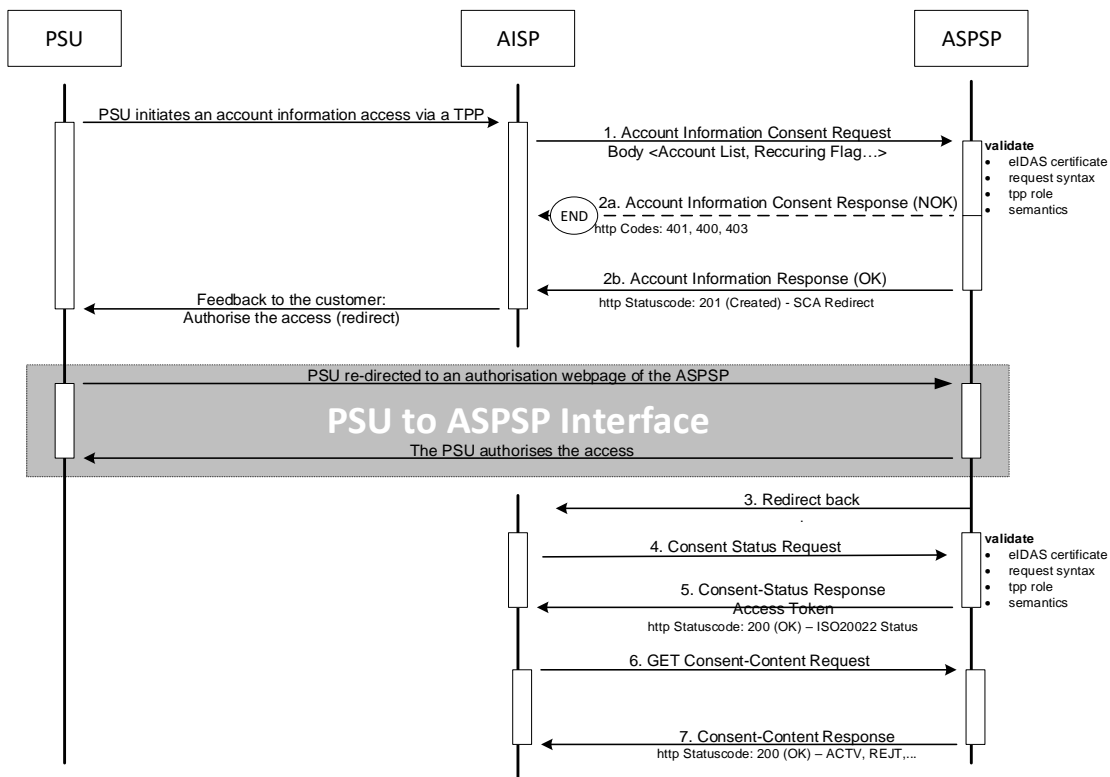 PSU
AISP
ASPSP
PSU initiates an account information access via a TPP
1. Account Information Consent Request
Body <Account List, Reccuring Flag…>
validate
• eIDAS certificate
• request syntax
• tpp role
• semantics
2a. Account Information Consent Response (NOK)
END
http Codes: 401, 400, 403
2b. Account Information Response (OK)
http Statuscode: 201 (Created) - SCA Redirect
Feedback to the customer:
Authorise the access (redirect)
PSU re-directed to an authorisation webpage of the ASPSP
PSU to ASPSP Interface
The PSU authorises the access
3. Redirect back
.
4. Consent Status Request
validate
• eIDAS certificate
• request syntax
• tpp role
• semantics
5. Consent-Status Response
Access Token
http Statuscode: 200 (OK) – ISO20022 Status
6. GET Consent-Content Request
7. Consent-Content Response
http Statuscode: 200 (OK) – ACTV, REJT,...